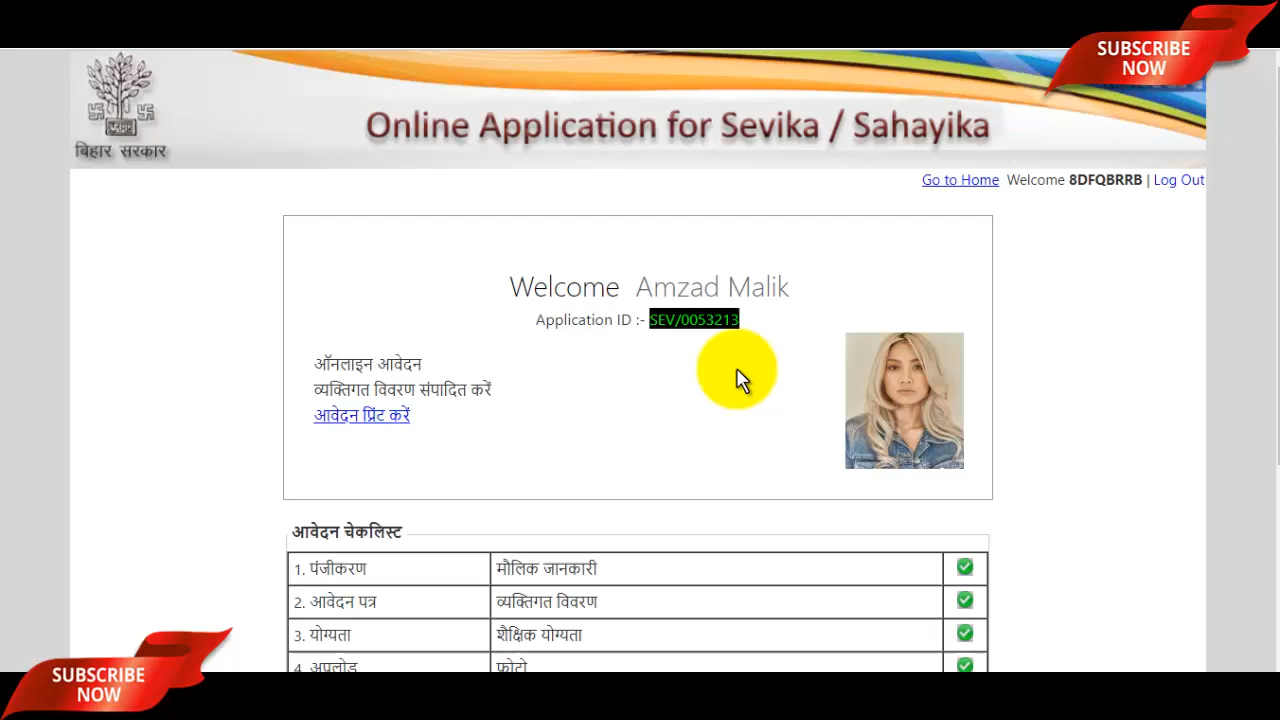 SUBSCRIBE
NOW
बिहार सरकार
Online Application for Sevika / Sahayika
Go to Home Welcome 8DFQBRRB | Log Out
Welcome Amzad Malik
Application ID :- SEV/0053213
ऑनलाइन आवेदन
व्यक्तिगत विवरण संपादित करें
आवेदन प्रिंट करें
आवेदन चेकलिस्ट
1. पंजीकरण मौलिक जानकारी
2. आवेदन पत्र व्यक्तिगत विवरण
3. योग्यता शैक्षिक योग्यता
4. अपलोड फोटो
SUBSCRIBE
NOW